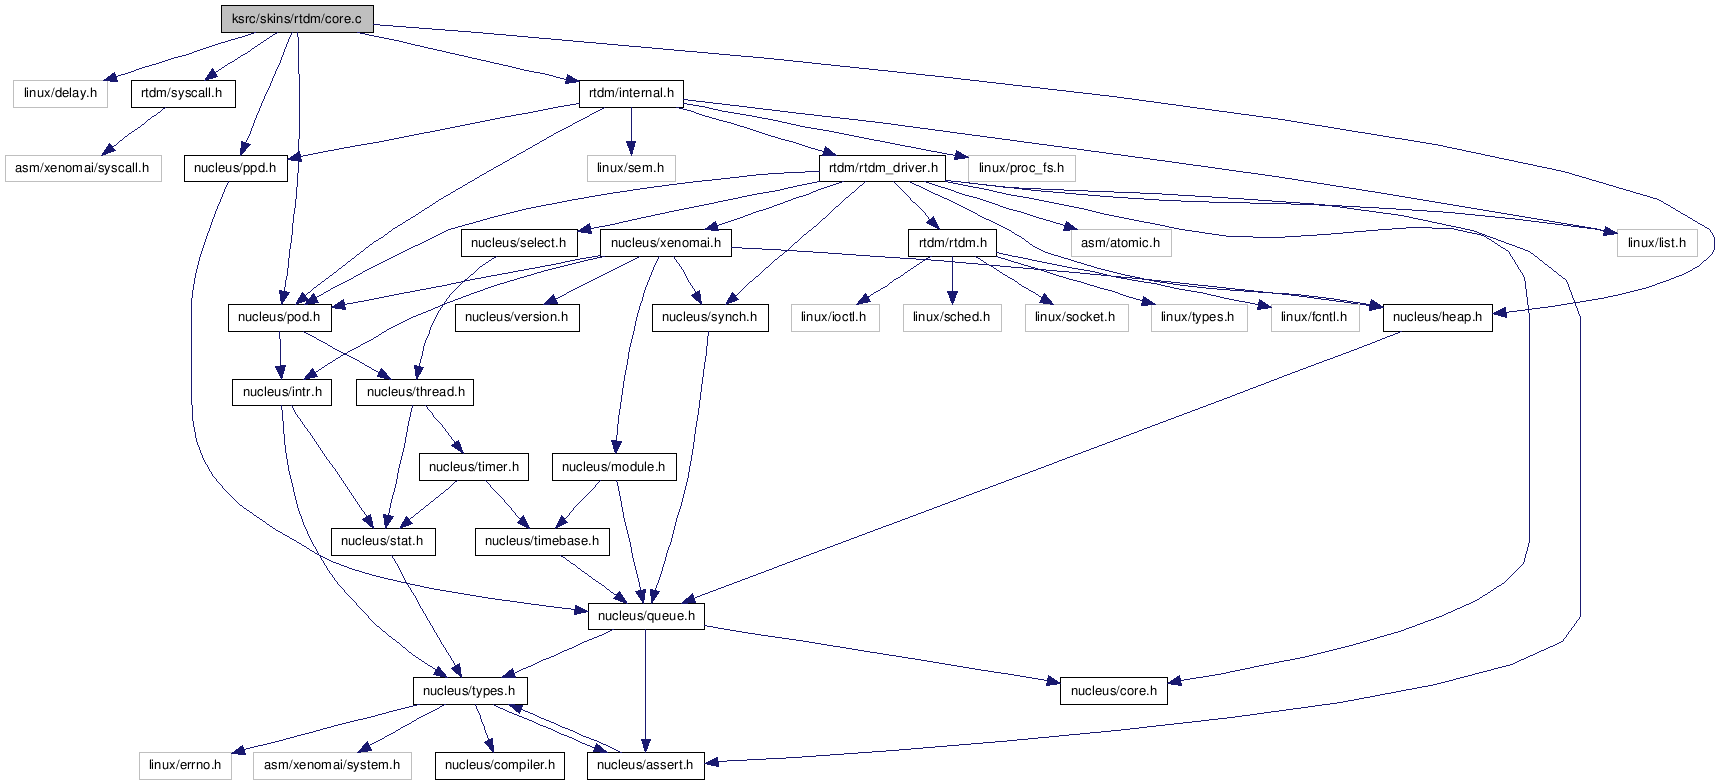 ksrc/skins/rtdm/core.c
linux/delay.h
rtdm/syscall.h
rtdm/internal.h
asm/xenomai/syscall.h
nucleus/ppd.h
linux/sem.h
rtdm/rtdm_driver.h
linux/proc_fs.h
nucleus/select.h
nucleus/xenomai.h
rtdm/rtdm.h
asm/atomic.h
linux/list.h
nucleus/pod.h
nucleus/version.h
nucleus/synch.h
linux/ioctl.h
linux/sched.h
linux/socket.h
linux/types.h
linux/fcntl.h
nucleus/heap.h
nucleus/intr.h
nucleus/thread.h
nucleus/timer.h
nucleus/module.h
nucleus/stat.h
nucleus/timebase.h
nucleus/queue.h
nucleus/types.h
nucleus/core.h
linux/errno.h
asm/xenomai/system.h
nucleus/compiler.h
nucleus/assert.h